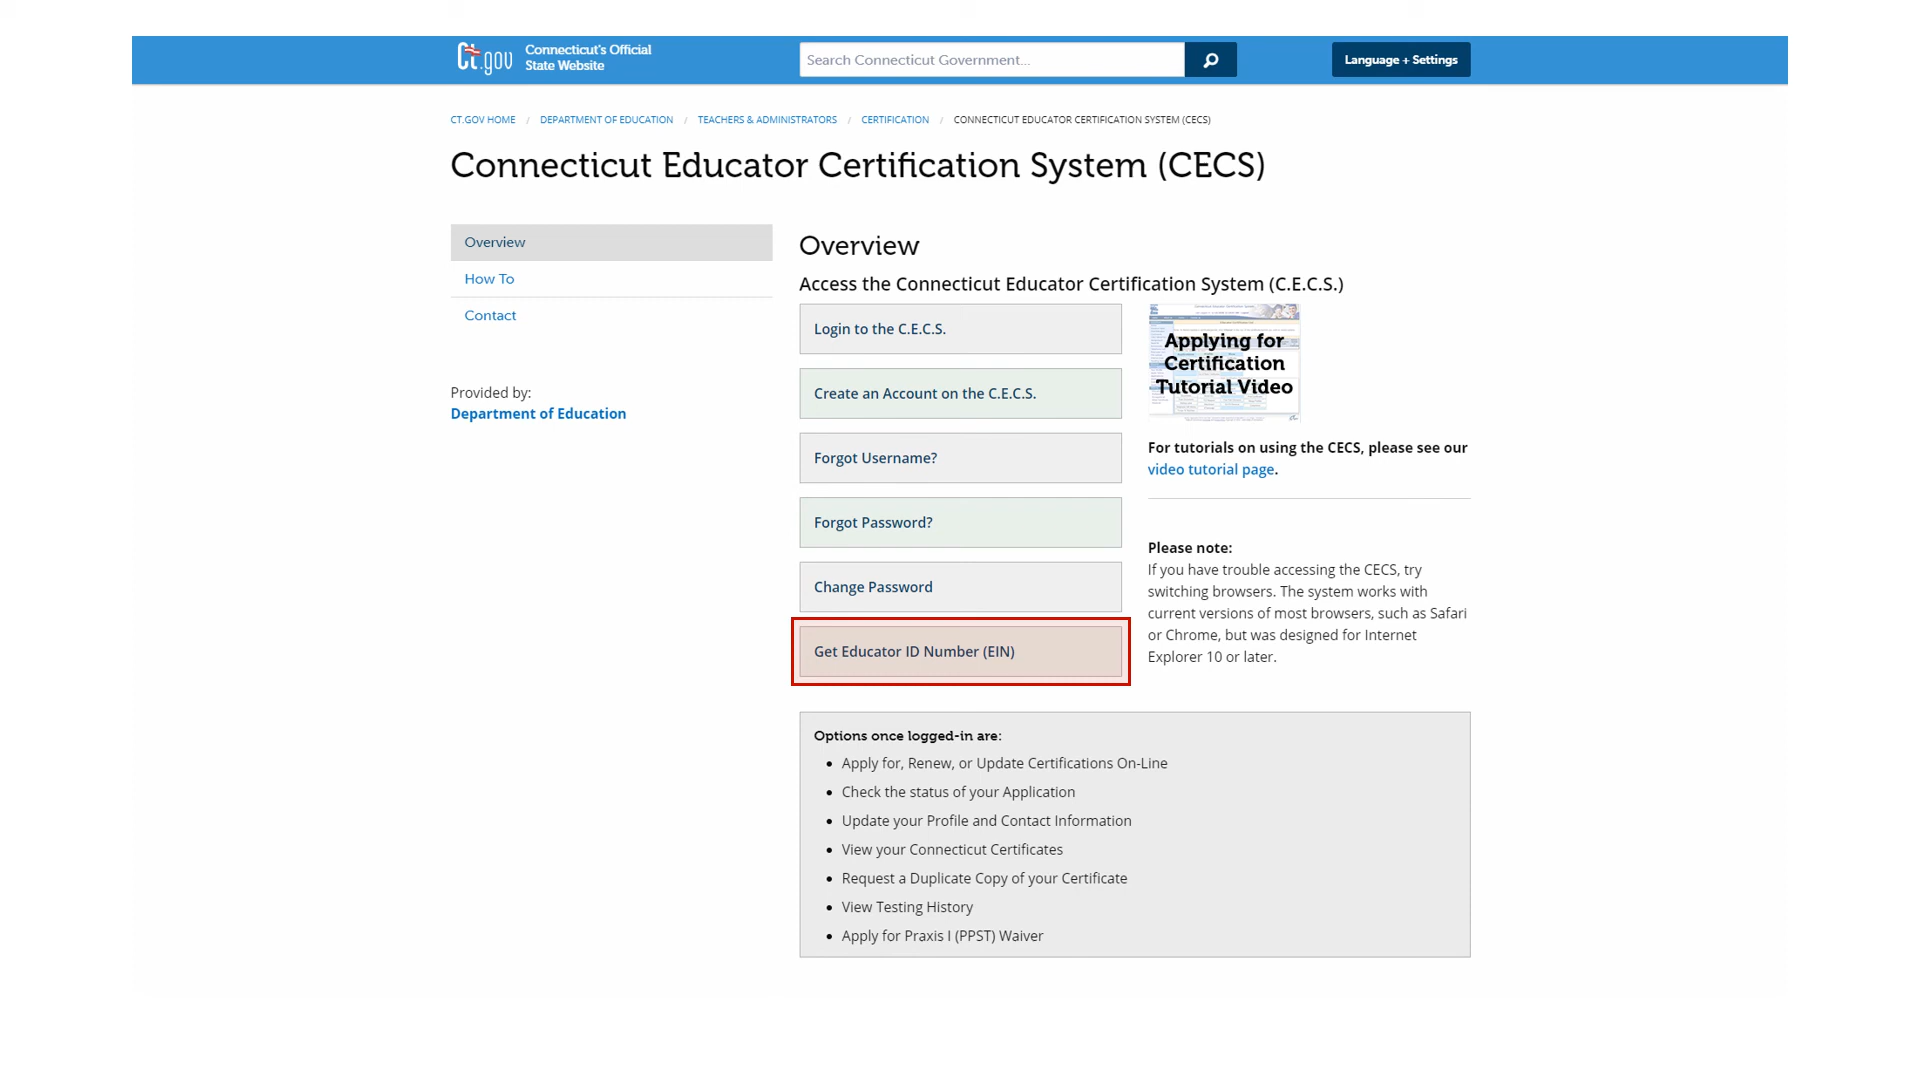 Ct.gov
Connecticut's Official
State Website
Search Connecticut Government...
Language + Settings
CT.GOV HOME / DEPARTMENT OF EDUCATION / TEACHERS & ADMINISTRATORS / CERTIFICATION / CONNECTICUT EDUCATOR CERTIFICATION SYSTEM (CECS)
Connecticut Educator Certification System (CECS)
Overview
How To
Contact
Provided by:
Department of Education
Overview
Access the Connecticut Educator Certification System (C.E.C.S.)
Login to the C.E.C.S.
Create an Account on the C.E.C.S.
Forgot Username?
Forgot Password?
Change Password
Get Educator ID Number (EIN)
Applying for
Certification
Tutorial Video
For tutorials on using the CECS, please see our
video tutorial page.
Please note:
If you have trouble accessing the CECS, try
switching browsers. The system works with
current versions of most browsers, such as Safari
or Chrome, but was designed for Internet
Explorer 10 or later.
Options once logged-in are:
• Apply for, Renew, or Update Certifications On-Line
• Check the status of your Application
• Update your Profile and Contact Information
• View your Connecticut Certificates
• Request a Duplicate Copy of your Certificate
• View Testing History
• Apply for Praxis I (PPST) Waiver